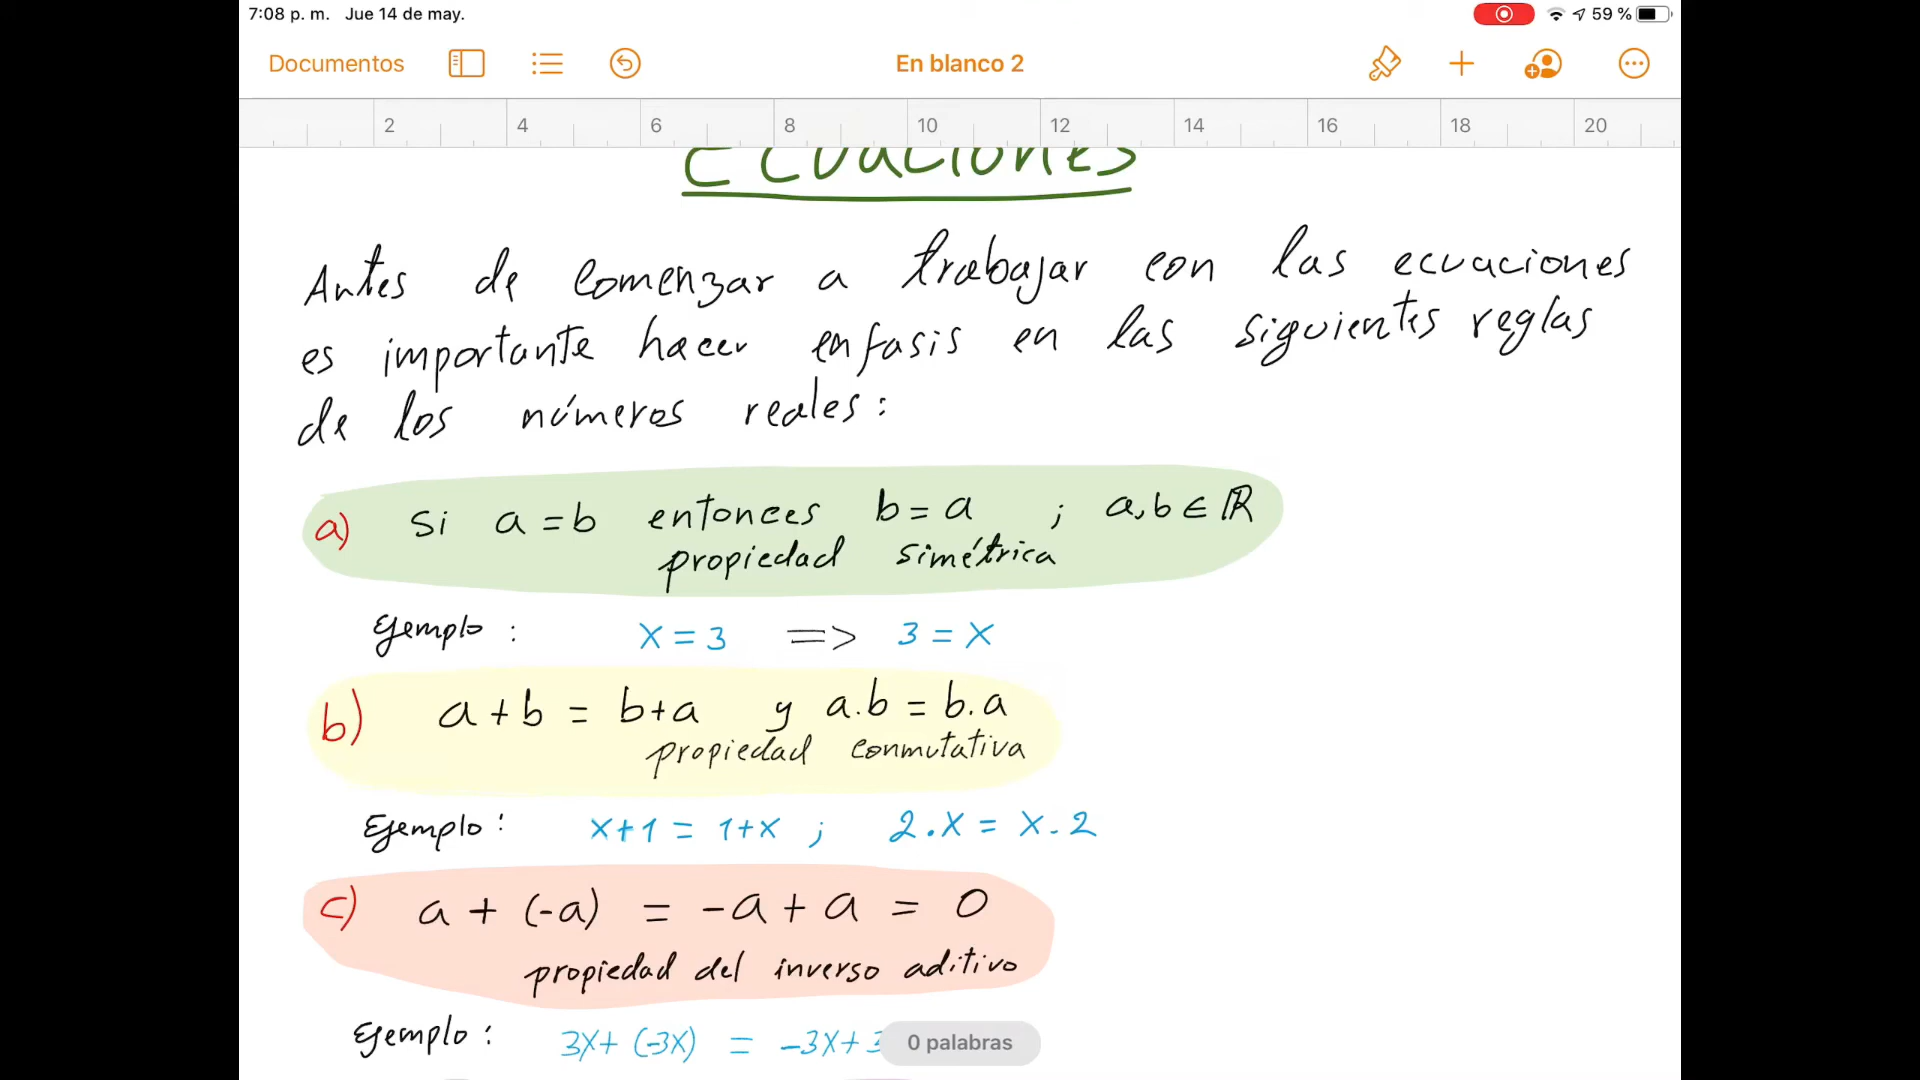 7:08 p. m. Jue 14 de may.
59 %
Documentos
En blanco 2
2 4 6 8 10 12 14 16 18 20
Ecuaciones
Antes de comenzar a trabajar con las ecuaciones
es importante hacer enfasis en las siguientes reglas
de los números reales:
a) Si a = b entonces b = a ; a, b ∈ ℝ
propiedad simétrica
Ejemplo : x = 3 => 3 = x
b) a + b = b + a y a.b = b.a
propiedad conmutativa
Ejemplo : x+1 = 1+x ; 2.x = x.2
c) a + (-a) = -a + a = 0
propiedad del inverso aditivo
Ejemplo : 3x+ (-3x) = -3x+3
0 palabras